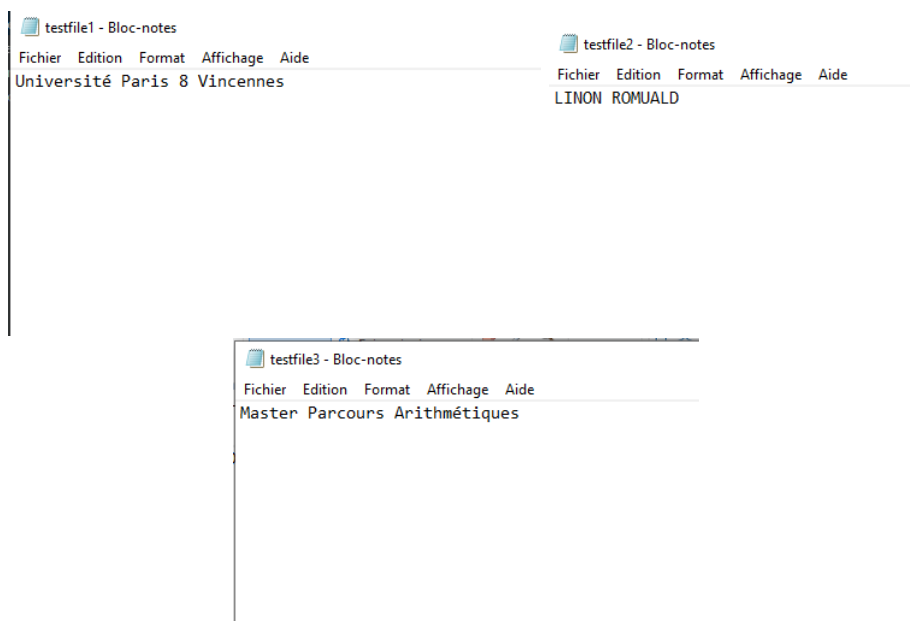 testfile1 - Bloc-notes
Fichier Edition Format Affichage Aide
Université Paris 8 Vincennes
testfile2 - Bloc-notes
Fichier Edition Format Affichage Aide
LINON ROMUALD
testfile3 - Bloc-notes
Fichier Edition Format Affichage Aide
Master Parcours Arithmétiques